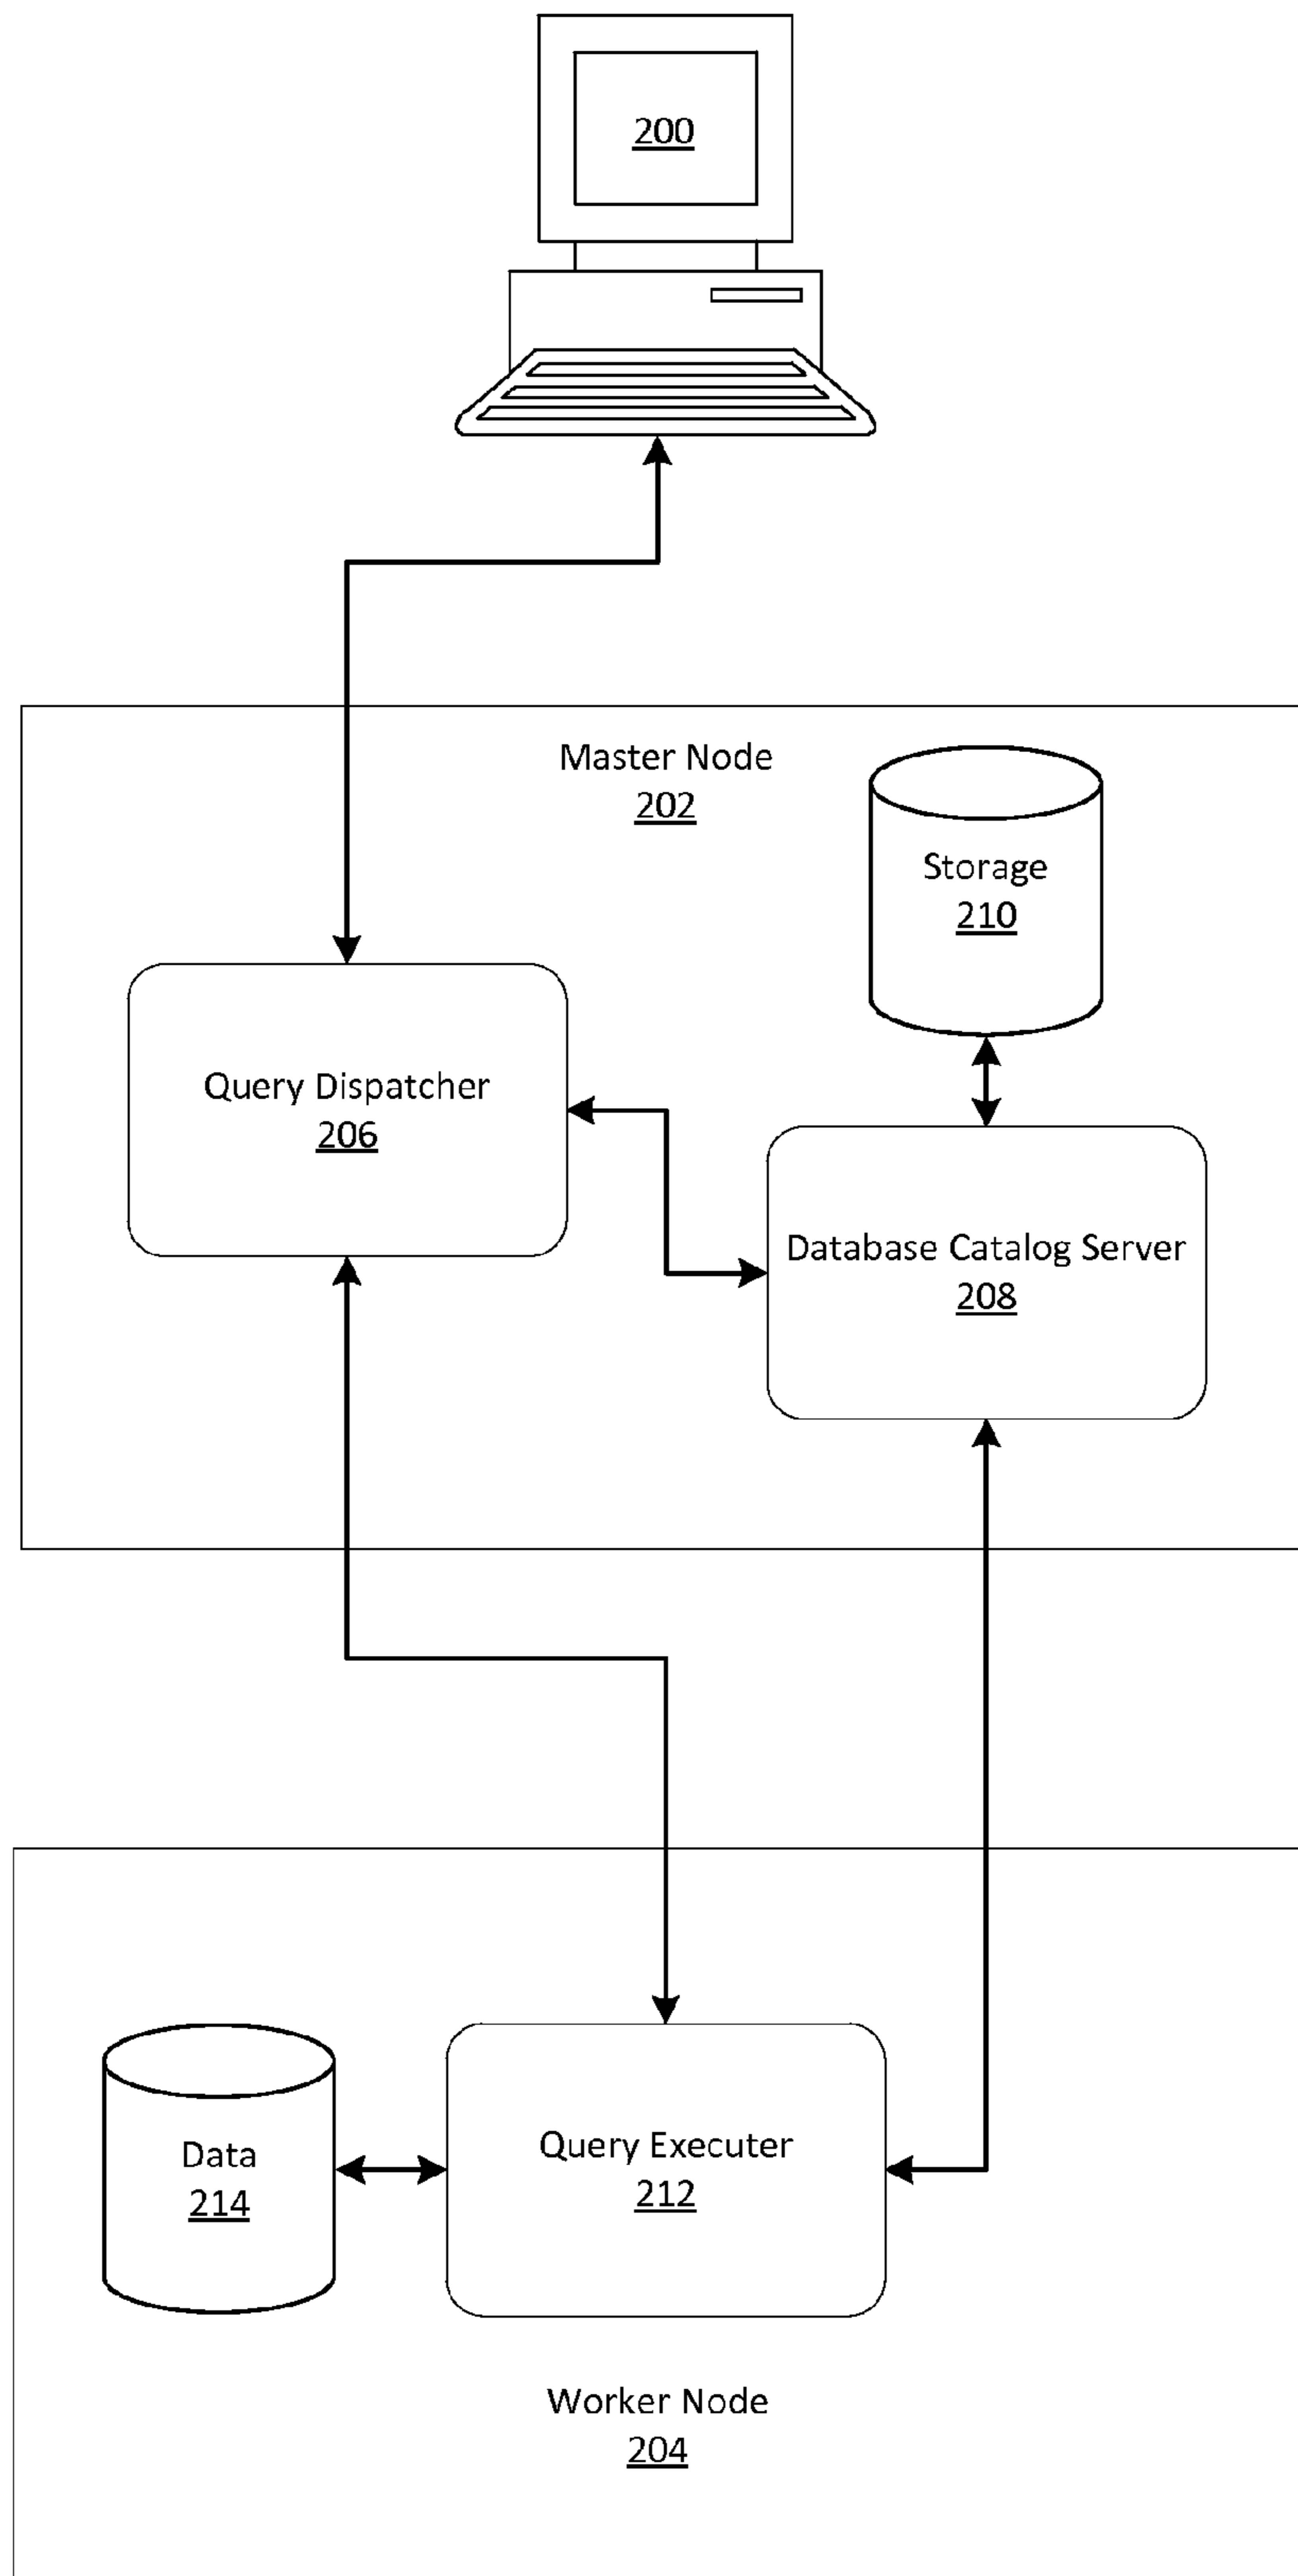 200
Master Node
202
Storage
210
Query Dispatcher
206
Database Catalog Server
208
Data
214
Query Executer
212
Worker Node
204